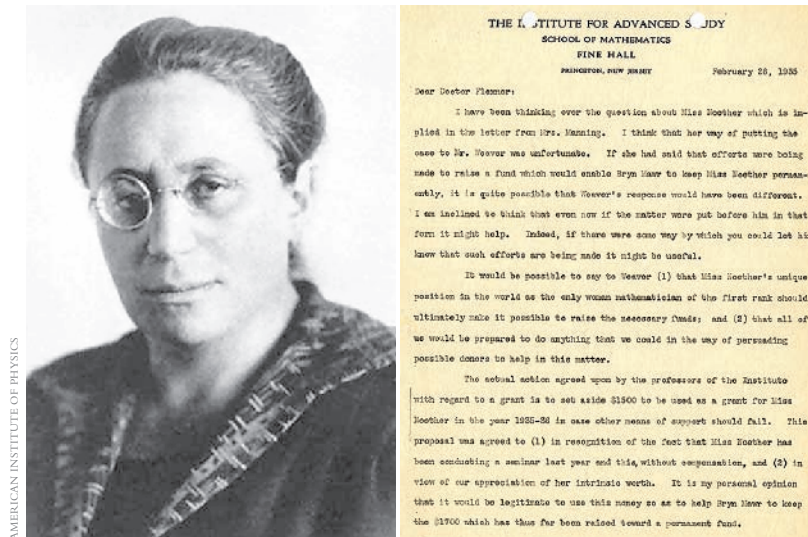 AMERICAN INSTITUTE OF PHYSICS
THE INSTITUTE FOR ADVANCED STUDY
SCHOOL OF MATHEMATICS
FINE HALL
PRINCETON, NEW JERSEY
February 28, 1935
Dear Doctor Flexner:
I have been thinking over the question about Miss Noether which is im-
plied in the letter from Mrs. Manning. I think that her way of putting the
case to Mr. Weaver was unfortunate. If she had said that efforts were being
made to raise a fund which would enable Bryn Mawr to keep Miss Noether perman-
ently, it is quite possible that Weaver's response would have been different.
I am inclined to think that even now if the matter were put before him in that
form it might help. Indeed, if there were some way by which you could let hi
know that such efforts are being made it might be useful.
It would be possible to say to Weaver (1) that Miss Noether's unique
position in the world as the only woman mathematician of the first rank should
ultimately make it possible to raise the necessary funds; and (2) that all of
us would be prepared to do anything that we could in the way of persuading
possible donors to help in this matter.
The actual action agreed upon by the professors of the Institute
with regard to a grant is to set aside $1500 to be used as a grant for Miss
Noether in the year 1935-36 in case other means of support should fail. This
proposal was agreed to (1) in recognition of the fact that Miss Noether has
been conducting a seminar last year and this, without compensation, and (2) in
view of our appreciation of her intrinsic worth. It is my personal opinion
that it would be legitimate to use this money so as to help Bryn Mawr to keep
the $1700 which has thus far been raised toward a permanent fund.